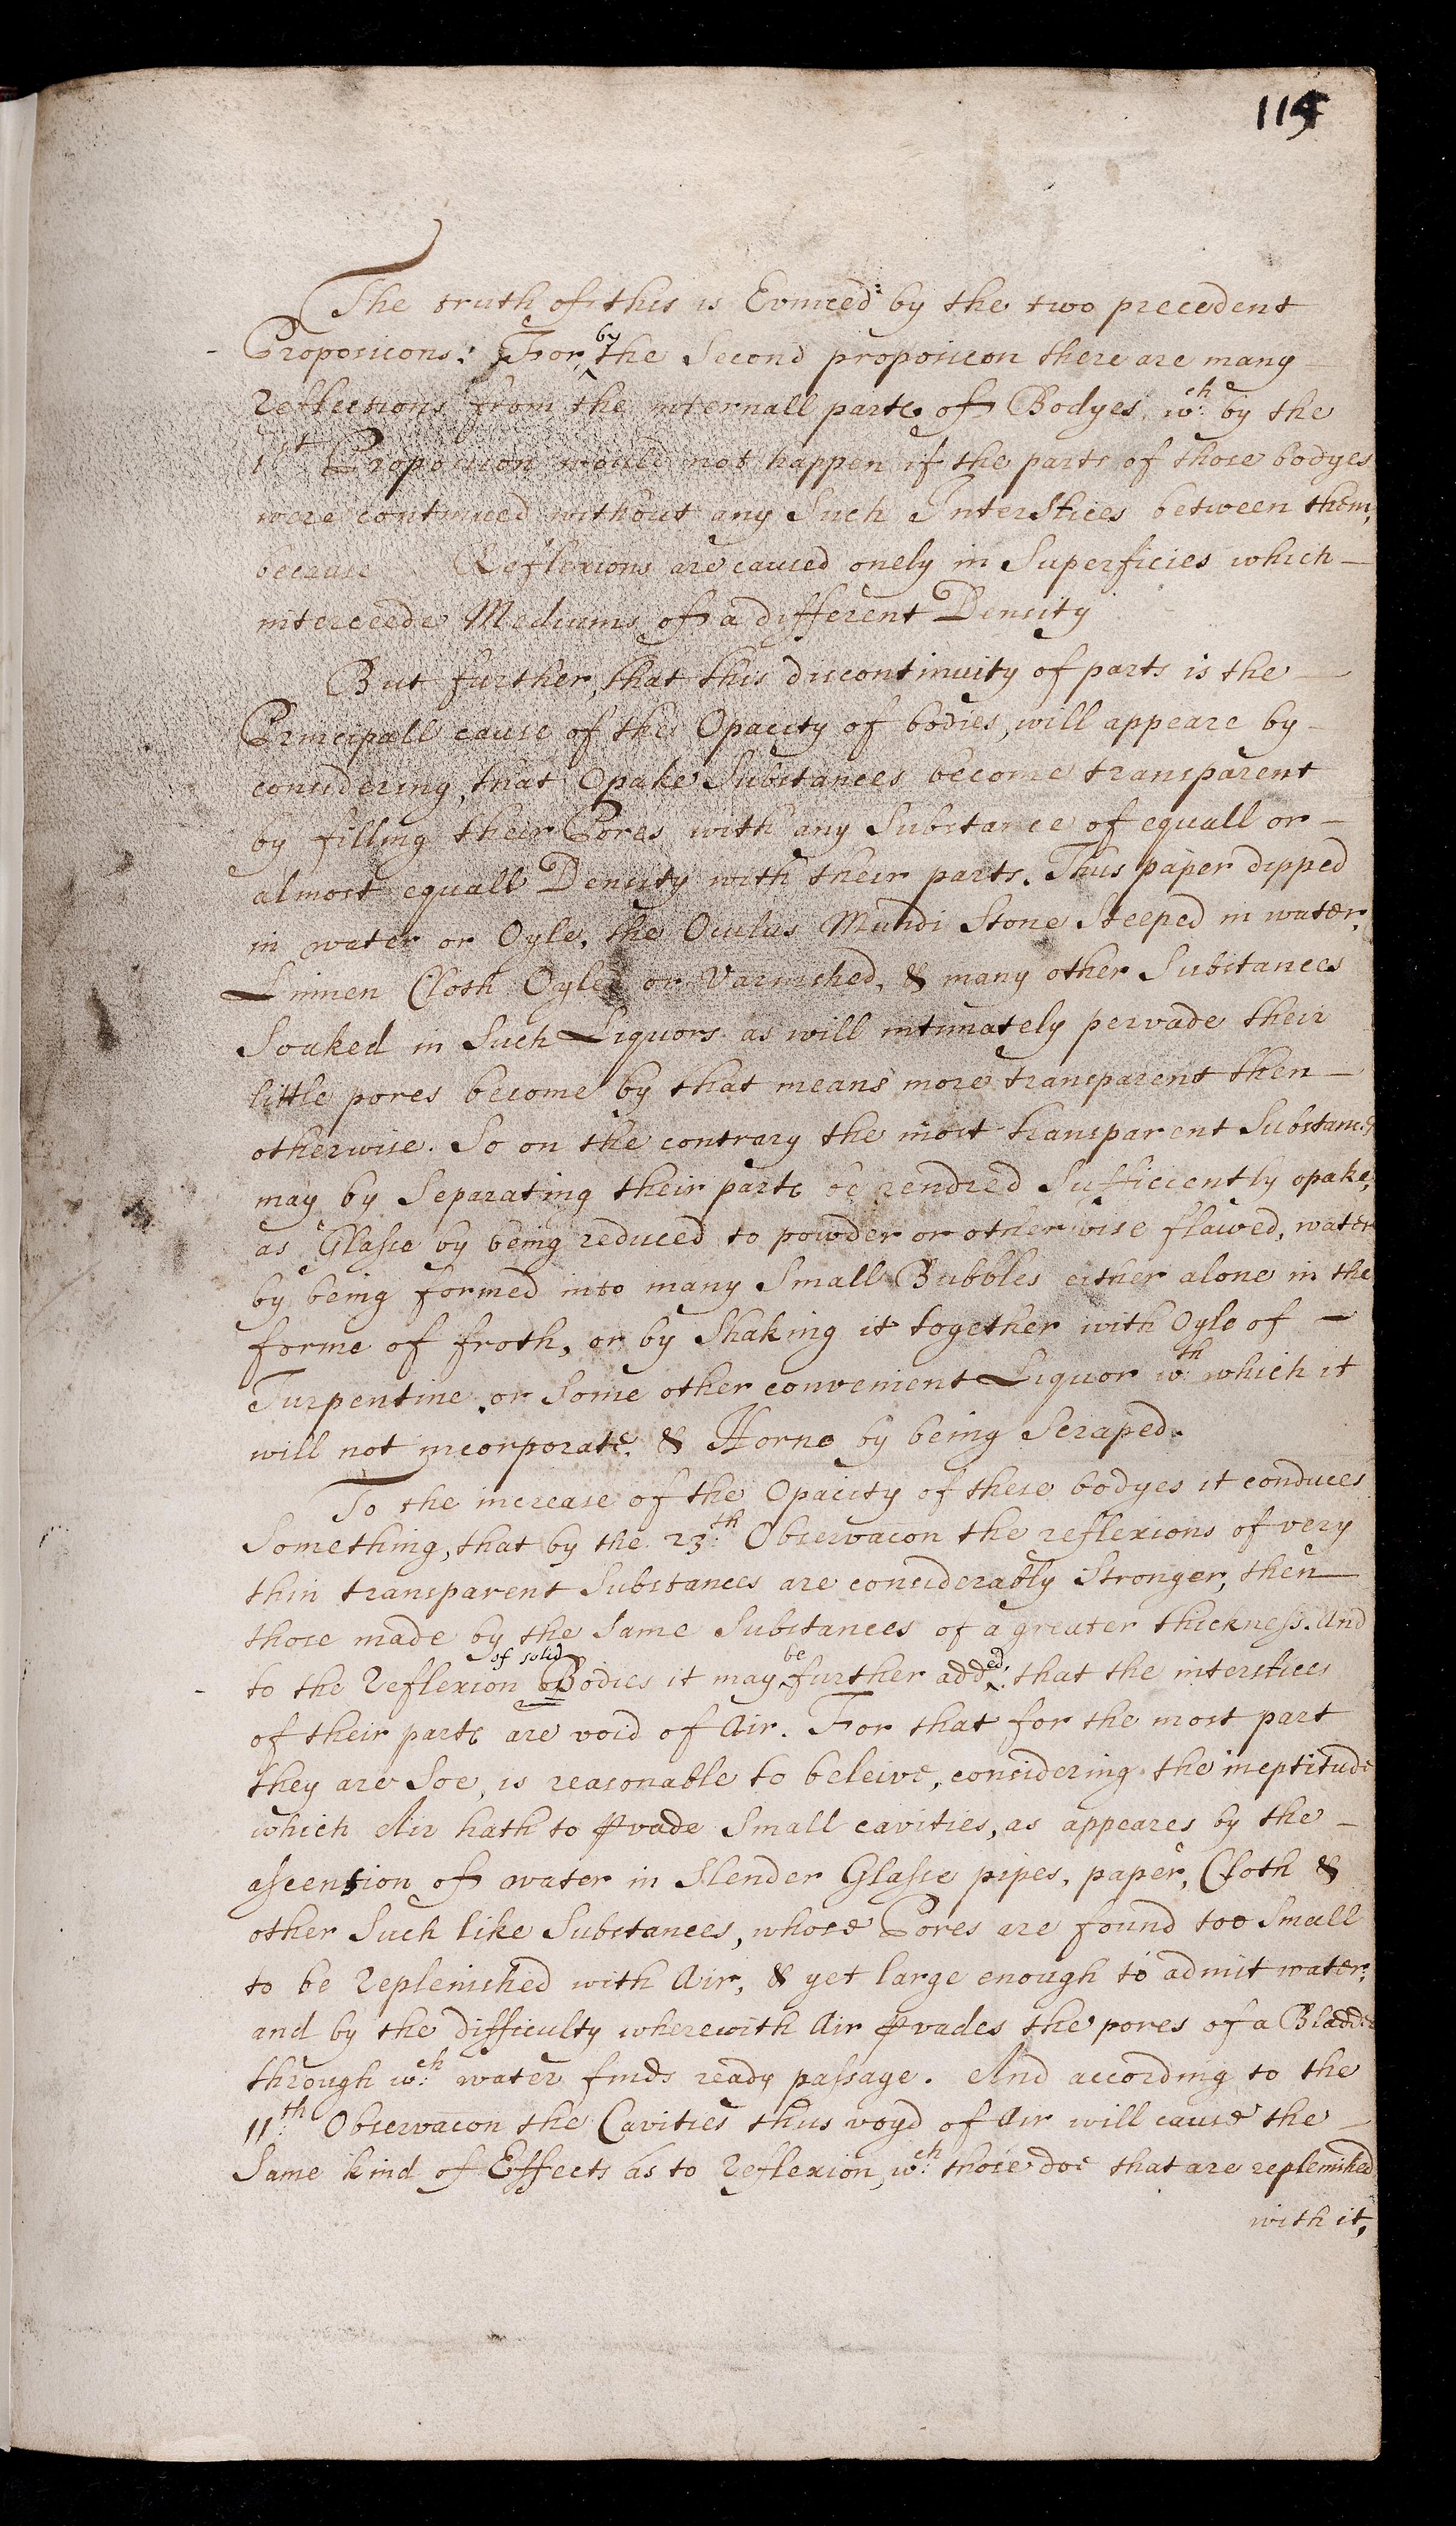 115
The truth of this is Evinced by the two precedent
Proposicons. For by the Second proposicon there are many
Reflections from the internall parts of Bodyes wch by the
1st Proposicion would not happen if the parts of those bodyes
were continued without any Such Interstices between them,
because Reflexions are caused onely in Superficies which
interceede Mediums of a different Density
But further, that this discontinuity of parts is the
Principall cause of the Opacity of bodies, will appeare by
considering, that Opake Substances become transparent
by filling their Pores with any Substance of equall or
almost equall Density with their parts. Thus paper dipped
in water or Oyle, the Oculus Mundi Stone Steeped in water,
Linnen Cloth Oyled or Varnished, & many other Substances
Soaked in Such Liquors as will intimately pervade their
little pores become by that means more transparent then
otherwise. So on the contrary the most transparent Substances
may by Separating their parts be rendred Sufficiently opake,
as Glasse by being reduced to powder or otherwise flawed, water
by being formed into many Small Bubbles either alone in the
forme of froth, or by Shaking it together with Oyle of
Turpentine or Some other convenient Liquor wth which it
will not incorporate, & Horne by being Scraped.
To the increase of the Opacity of these bodyes it conduces
Something, that by the 23th Observacon the reflexions of very
thin transparent Substances are considerably Stronger, then
those made by the Same Substances of a greater thickness. And
to the Reflexion of solid Bodies it may be further added, that the interstices
of their parts are void of Air. For that for the most part
they are Soe, is reasonable to beleive, considering the ineptitude
which Air hath to pvade Small cavities, as appeares by the
ascension of water in Slender Glasse pipes, paper, Cloth &
other Such like Substances, whose Pores are found too Small
to be Replenished with Air, & yet large enough to admit water,
and by the difficulty wherewith Air pvades the pores of a Bladder
through wch water finds ready passage. And according to the
11th Observacon the Cavities thus voyd of Air will cause the
Same kind of Effects as to Reflexion, wch those doe that are replenished
with it,